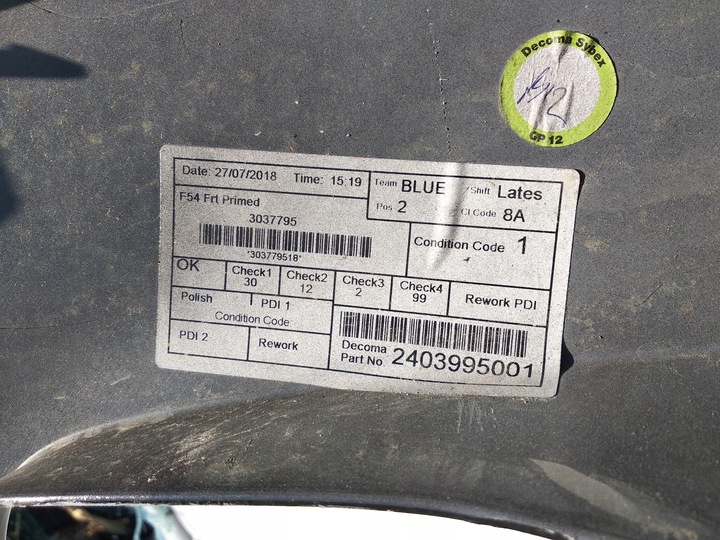 Decoma Sybex
GP 12
Date: 27/07/2018 Time: 15:19
Team BLUE /Shift Lates
Pos 2 CI Code 8A
F54 Frt Primed
3037795
*303779518*
Condition Code 1
OK
Check1 30
Check2 12
Check3 2
Check4 99
Rework PDI
Polish PDI 1
Condition Code
PDI 2 Rework
Decoma
Part No. 2403995001